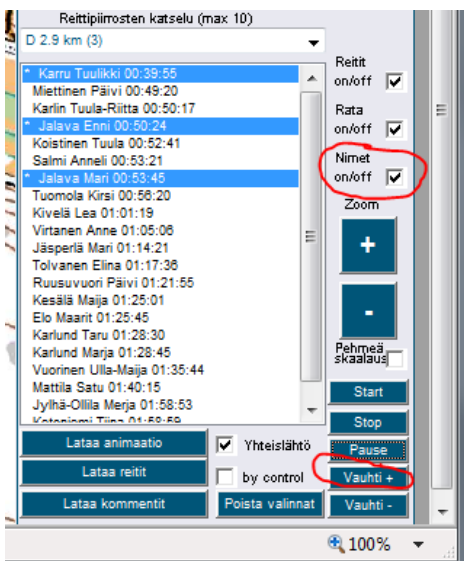 Reittipiirrosten katselu (max 10)
D 2.9 km (3)
* Karru Tuulikki 00:39:55
Miettinen Päivi 00:49:20
Karlin Tuula-Riitta 00:50:17
* Jalava Enni 00:50:24
Koistinen Tuula 00:52:41
Salmi Anneli 00:53:21
* Jalava Mari 00:53:45
Tuomola Kirsi 00:56:20
Kivelä Lea 01:01:19
Virtanen Anne 01:05:06
Jäsperlä Mari 01:14:21
Tolvanen Elina 01:17:36
Ruusuvuori Päivi 01:21:55
Kesälä Maija 01:25:01
Elo Maarit 01:25:45
Karlund Taru 01:28:30
Karlund Marja 01:28:45
Vuorinen Ulla-Maija 01:35:44
Mattila Satu 01:40:15
Jylhä-Ollila Merja 01:58:53
Koteniemi Tiina 01:58:59
Reitit
on/off
Rata
on/off
Nimet
on/off
Zoom
+
-
Pehmeä
skaalaus
Start
Stop
Pause
Vauhti +
Vauhti -
Lataa animaatio
Yhteislähtö
Lataa reitit
by control
Lataa kommentit
Poista valinnat
100%